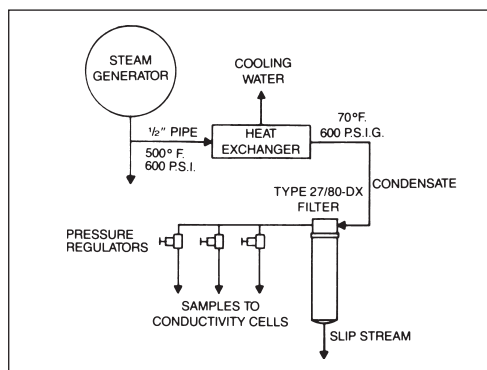 STEAM
GENERATOR
COOLING
WATER
½" PIPE
500° F.
600 P.S.I.
HEAT
EXCHANGER
70°F.
600 P.S.I.G.
CONDENSATE
TYPE 27/80-DX
FILTER
PRESSURE
REGULATORS
SAMPLES TO
CONDUCTIVITY CELLS
SLIP STREAM